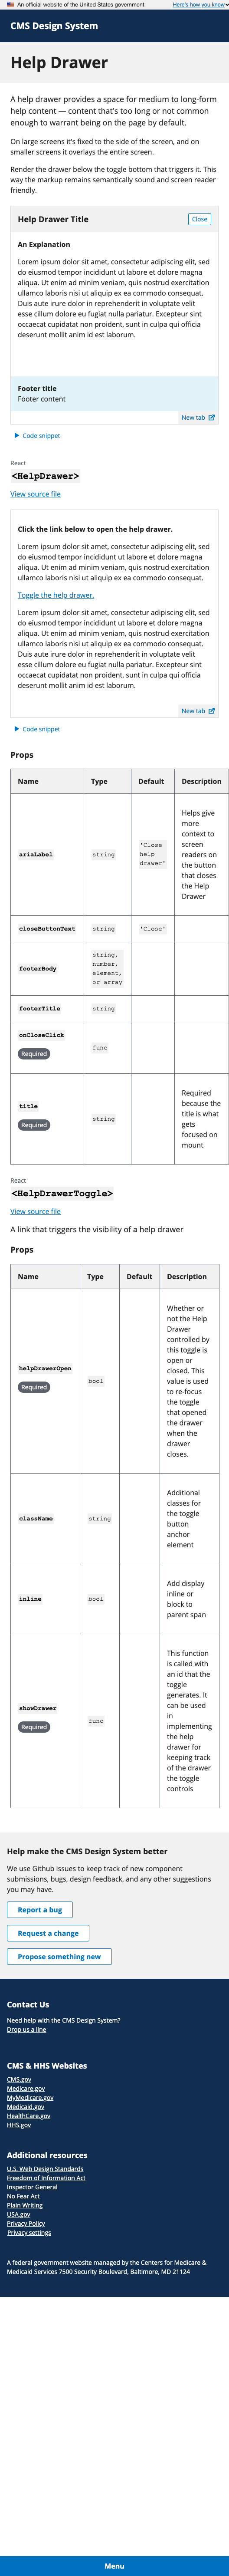 An official website of the United States government Here's how you know
CMS Design System
Help Drawer
A help drawer provides a space for medium to long-form
help content — content that's too long or not common
enough to warrant being on the page by default.
On large screens it's fixed to the side of the screen, and on
smaller screens it overlays the entire screen.
Render the drawer below the toggle bottom that triggers it. This
way the markup remains semantically sound and screen reader
friendly.
Help Drawer Title Close
An Explanation
Lorem ipsum dolor sit amet, consectetur adipiscing elit, sed
do eiusmod tempor incididunt ut labore et dolore magna
aliqua. Ut enim ad minim veniam, quis nostrud exercitation
ullamco laboris nisi ut aliquip ex ea commodo consequat.
Duis aute irure dolor in reprehenderit in voluptate velit
esse cillum dolore eu fugiat nulla pariatur. Excepteur sint
occaecat cupidatat non proident, sunt in culpa qui officia
deserunt mollit anim id est laborum.
Footer title
Footer content
New tab
Code snippet
React
<HelpDrawer>
View source file
Click the link below to open the help drawer.
Lorem ipsum dolor sit amet, consectetur adipiscing elit, sed
do eiusmod tempor incididunt ut labore et dolore magna
aliqua. Ut enim ad minim veniam, quis nostrud exercitation
ullamco laboris nisi ut aliquip ex ea commodo consequat.
Toggle the help drawer.
Lorem ipsum dolor sit amet, consectetur adipiscing elit, sed
do eiusmod tempor incididunt ut labore et dolore magna
aliqua. Ut enim ad minim veniam, quis nostrud exercitation
ullamco laboris nisi ut aliquip ex ea commodo consequat.
Duis aute irure dolor in reprehenderit in voluptate velit
esse cillum dolore eu fugiat nulla pariatur. Excepteur sint
occaecat cupidatat non proident, sunt in culpa qui officia
deserunt mollit anim id est laborum.
New tab
Code snippet
Props
Name Type Default Description
ariaLabel string 'Close help drawer' Helps give more context to screen readers on the button that closes the Help Drawer
closeButtonText string 'Close'
footerBody string, number, element, or array
footerTitle string
onCloseClick Required func
title Required string Required because the title is what gets focused on mount
React
<HelpDrawerToggle>
View source file
A link that triggers the visibility of a help drawer
Props
Name Type Default Description
helpDrawerOpen Required bool Whether or not the Help Drawer controlled by this toggle is open or closed. This value is used to re-focus the toggle that opened the drawer when the drawer closes.
className string Additional classes for the toggle button anchor element
inline bool Add display inline or block to parent span
showDrawer Required func This function is called with an id that the toggle generates. It can be used in implementing the help drawer for keeping track of the drawer the toggle controls
Help make the CMS Design System better
We use Github issues to keep track of new component
submissions, bugs, design feedback, and any other suggestions
you may have.
Report a bug
Request a change
Propose something new
Contact Us
Need help with the CMS Design System?
Drop us a line
CMS & HHS Websites
CMS.gov
Medicare.gov
MyMedicare.gov
Medicaid.gov
HealthCare.gov
HHS.gov
Additional resources
U.S. Web Design Standards
Freedom of Information Act
Inspector General
No Fear Act
Plain Writing
USA.gov
Privacy Policy
Privacy settings
A federal government website managed by the Centers for Medicare &
Medicaid Services 7500 Security Boulevard, Baltimore, MD 21124
Menu